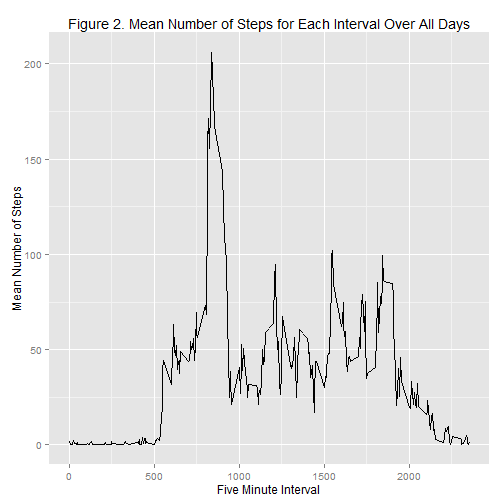 Figure 2. Mean Number of Steps for Each Interval Over All Days
200
150
100
50
0
Mean Number of Steps
0 500 1000 1500 2000
Five Minute Interval